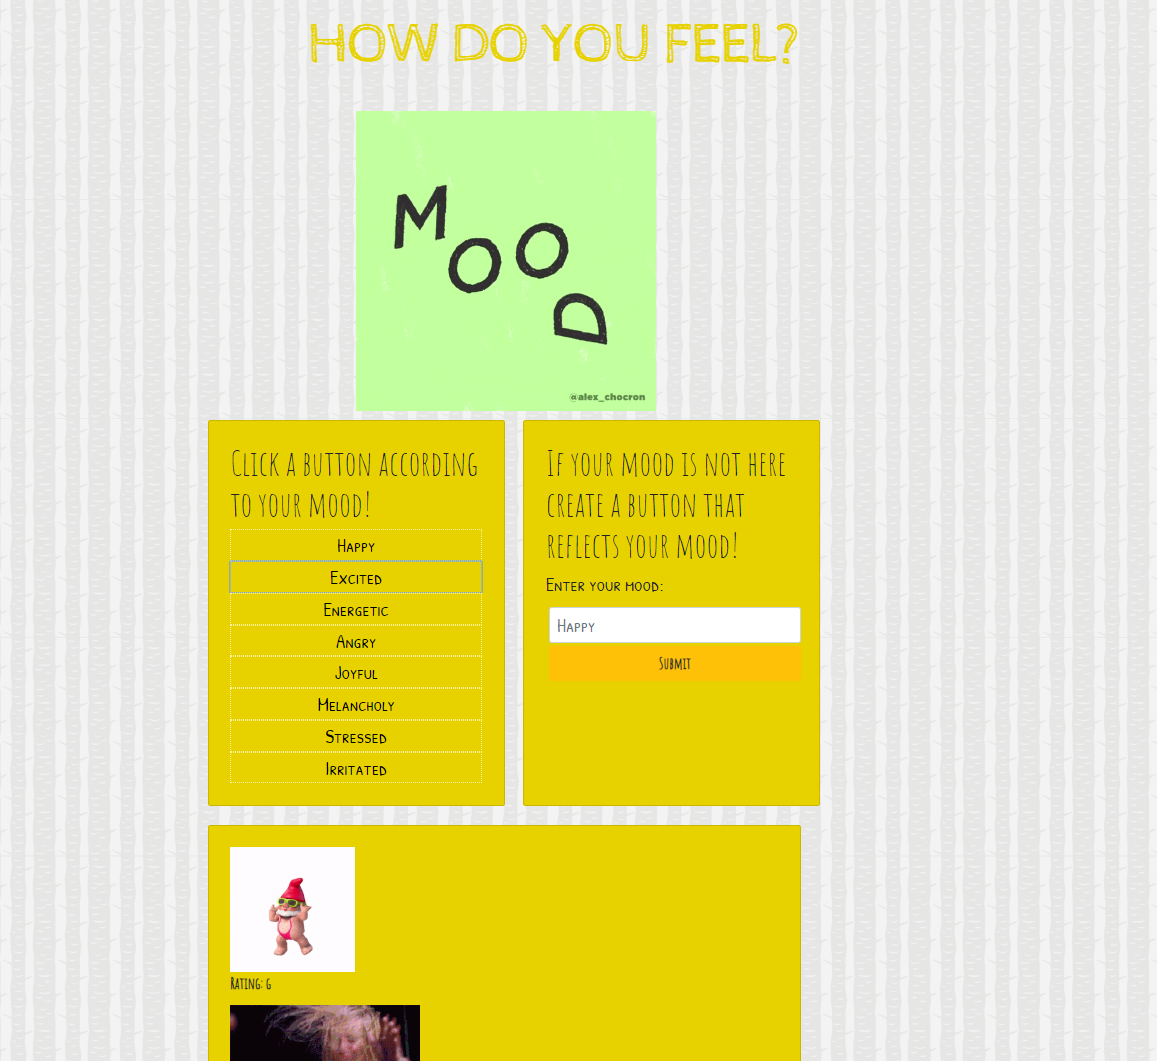 HOW DO YOU FEEL?
MOOD
@alex_chocron
Click a button according
to your mood!
Happy
Excited
Energetic
Angry
Joyful
Melancholy
Stressed
Irritated
If your mood is not here
create a button that
reflects your mood!
Enter your mood:
Happy
Submit
Rating: g